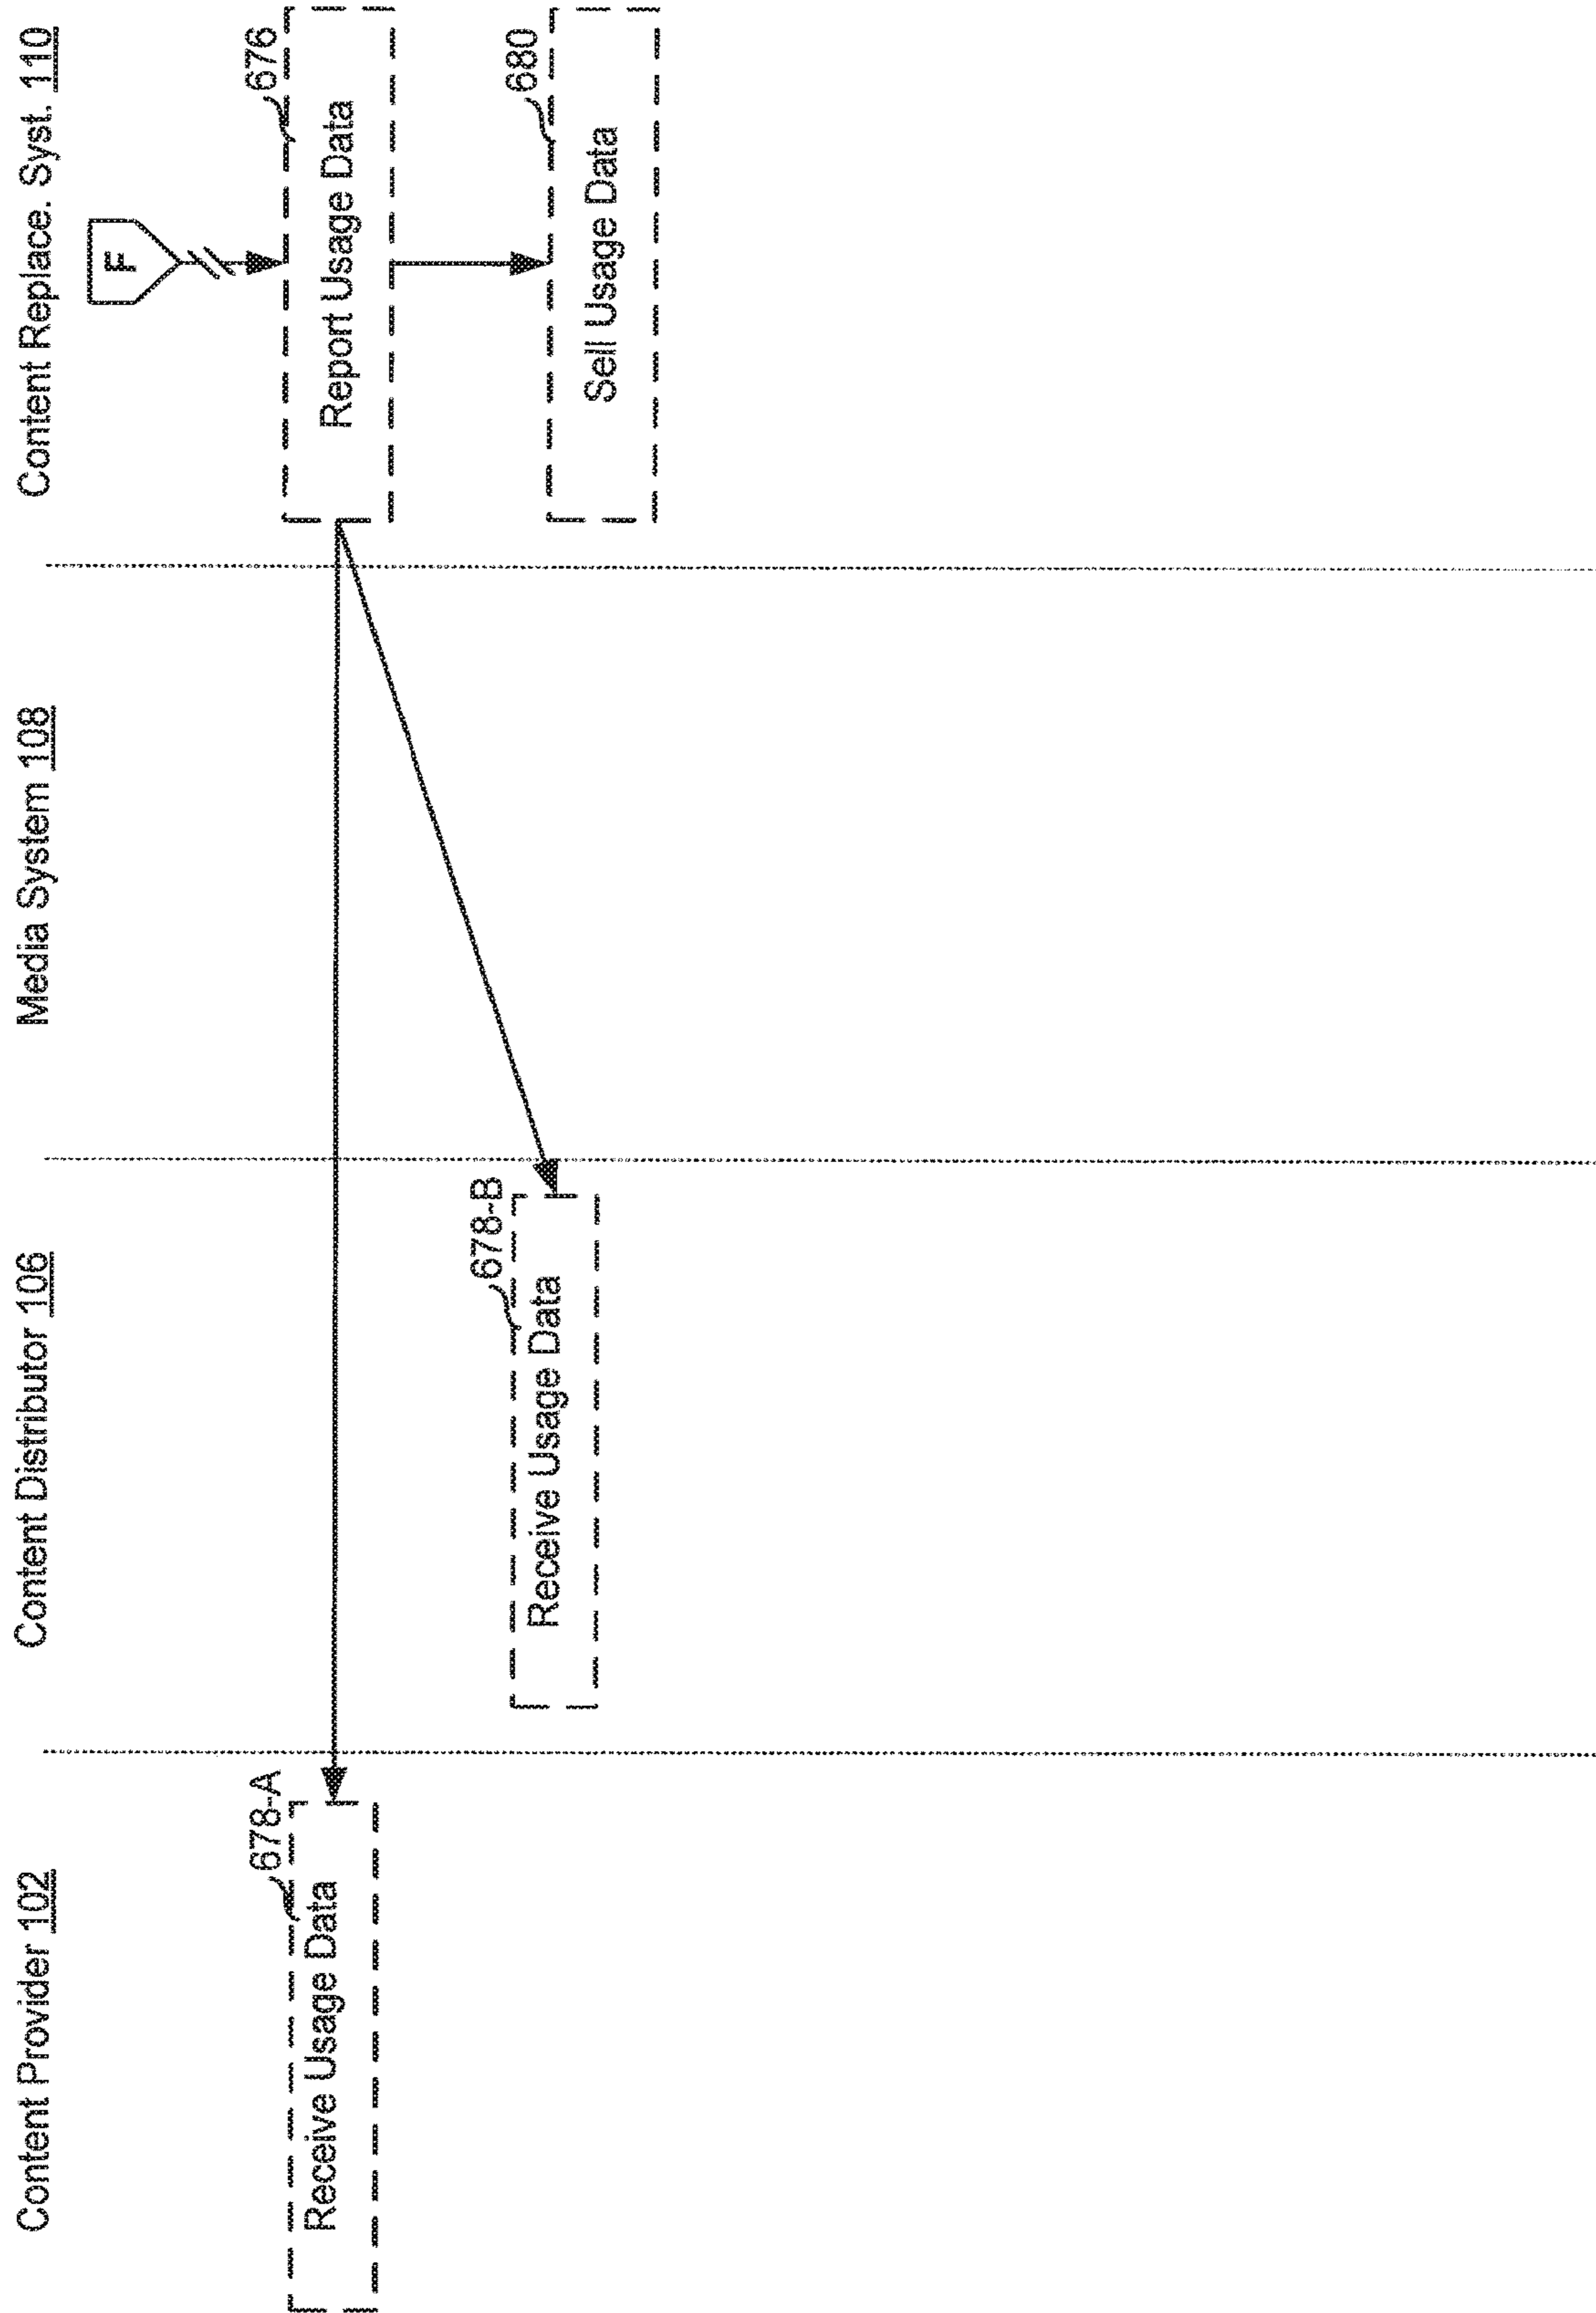 Content Provider 102
Content Distributor 106
Media System 108
Content Replace. Syst. 110
F
678-A
Receive Usage Data
676
Report Usage Data
678-B
Receive Usage Data
680
Sell Usage Data